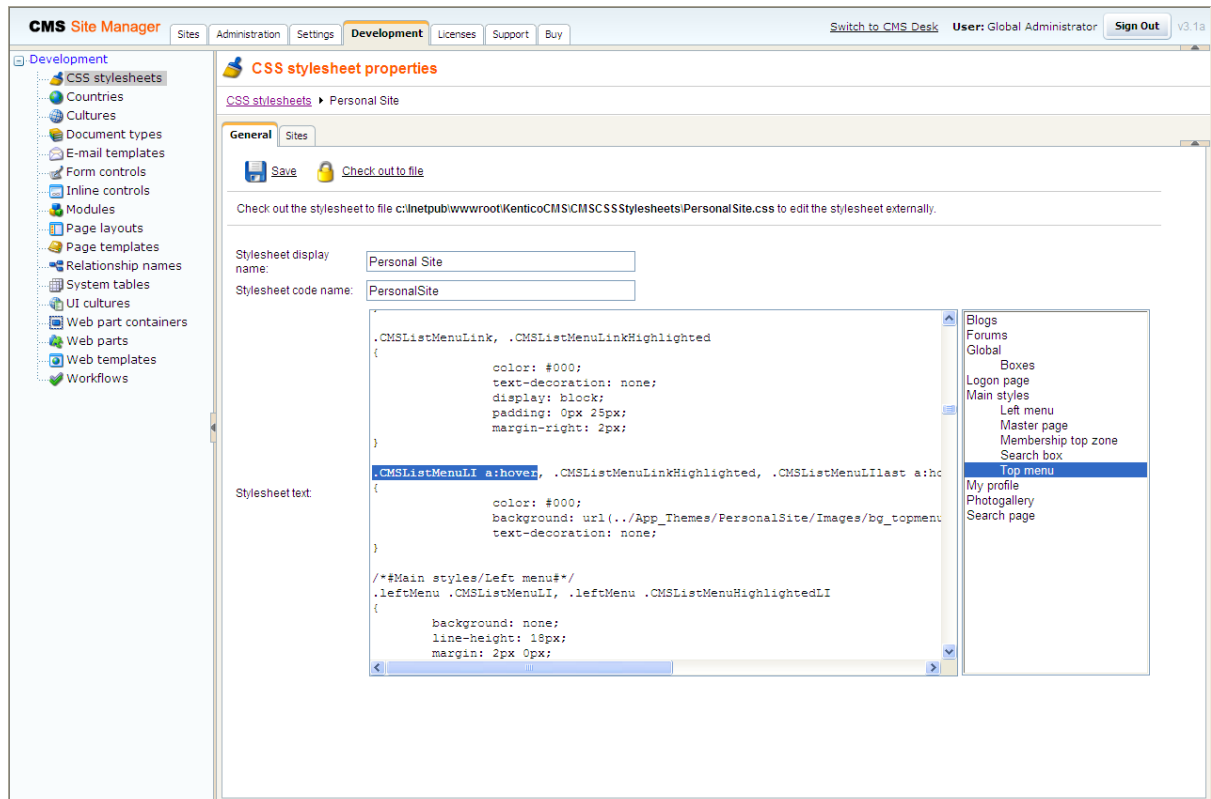 CMS Site Manager Sites Administration Settings Development Licenses Support Buy Switch to CMS Desk User: Global Administrator Sign Out v3.1a
Development
CSS stylesheets
Countries
Cultures
Document types
E-mail templates
Form controls
Inline controls
Modules
Page layouts
Page templates
Relationship names
System tables
UI cultures
Web part containers
Web parts
Web templates
Workflows
CSS stylesheet properties
CSS stylesheets Personal Site
General Sites
Save Check out to file
Check out the stylesheet to file c:\Inetpub\wwwroot\KenticoCMS\CMSCSSStylesheets\PersonalSite.css to edit the stylesheet externally.
Stylesheet display
name:
Personal Site
Stylesheet code name: PersonalSite
Stylesheet text:
.CMSListMenuLink, .CMSListMenuLinkHighlighted
{
color: #000;
text-decoration: none;
display: block;
padding: 0px 25px;
margin-right: 2px;
}
.CMSListMenuLI a:hover, .CMSListMenuLinkHighlighted, .CMSListMenuLIlast a:ho
{
color: #000;
background: url(../App_Themes/PersonalSite/Images/bg_topmenu
text-decoration: none;
}
/*#Main styles/Left menu#*/
.leftMenu .CMSListMenuLI, .leftMenu .CMSListMenuHighlightedLI
{
background: none;
line-height: 18px;
margin: 2px 0px;
Blogs
Forums
Global
Boxes
Logon page
Main styles
Left menu
Master page
Membership top zone
Search box
Top menu
My profile
Photogallery
Search page